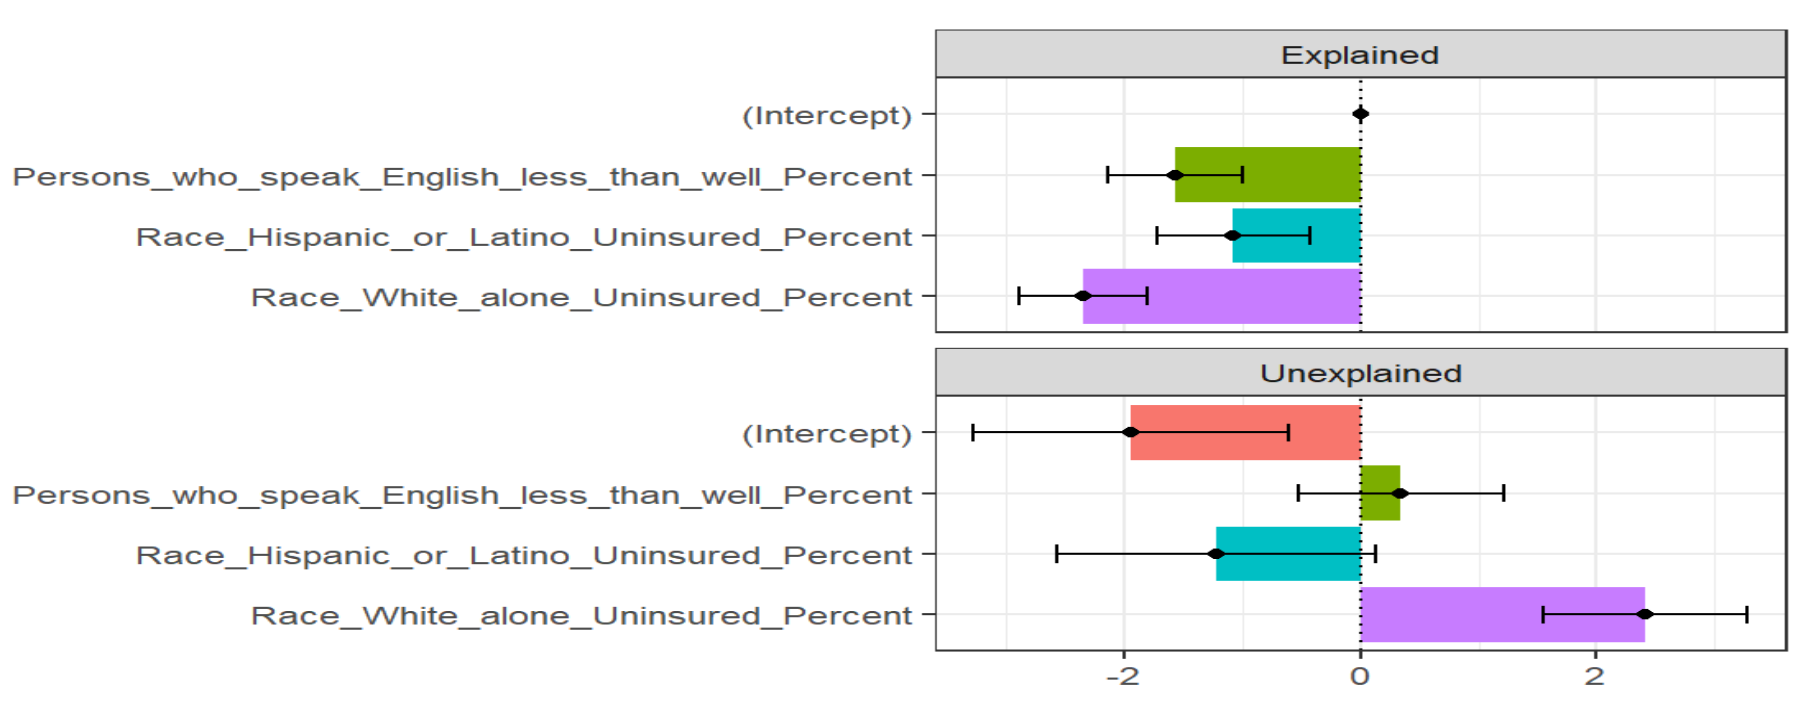 Explained
(Intercept)
Persons_who_speak_English_less_than_well_Percent
Race_Hispanic_or_Latino_Uninsured_Percent
Race_White_alone_Uninsured_Percent
Unexplained
(Intercept)
Persons_who_speak_English_less_than_well_Percent
Race_Hispanic_or_Latino_Uninsured_Percent
Race_White_alone_Uninsured_Percent
-2 0 2